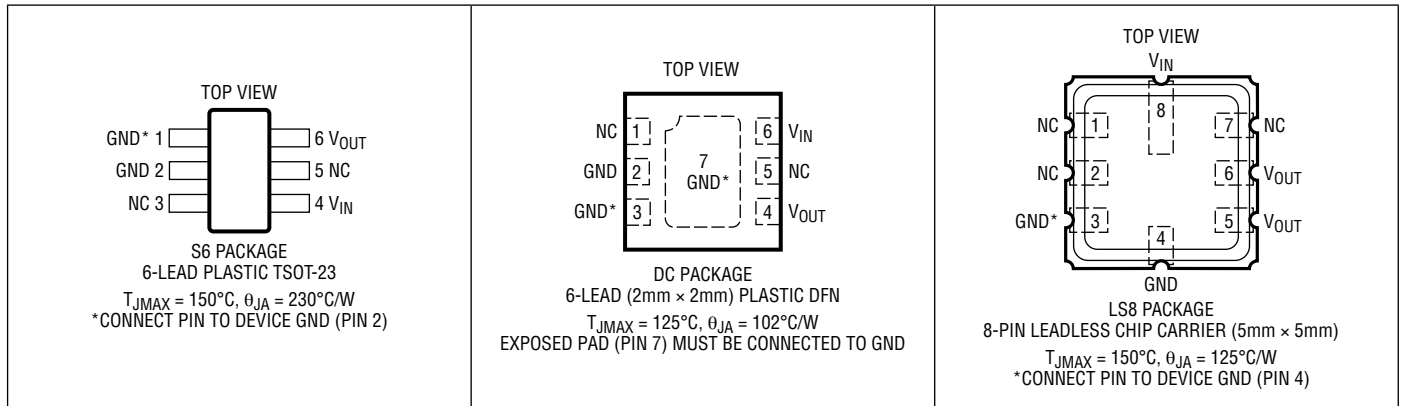 TOP VIEW
GND* 1
6 VOUT
GND 2
5 NC
NC 3
4 VIN
S6 PACKAGE
6-LEAD PLASTIC TSOT-23
TJMAX = 150°C, θJA = 230°C/W
*CONNECT PIN TO DEVICE GND (PIN 2)
TOP VIEW
NC 1
6 VIN
GND 2
7
GND*
5 NC
GND* 3
4 VOUT
DC PACKAGE
6-LEAD (2mm × 2mm) PLASTIC DFN
TJMAX = 125°C, θJA = 102°C/W
EXPOSED PAD (PIN 7) MUST BE CONNECTED TO GND
TOP VIEW
VIN
8
NC 1
7 NC
NC 2
6 VOUT
GND* 3
5 VOUT
4
GND
LS8 PACKAGE
8-PIN LEADLESS CHIP CARRIER (5mm × 5mm)
TJMAX = 150°C, θJA = 125°C/W
*CONNECT PIN TO DEVICE GND (PIN 4)